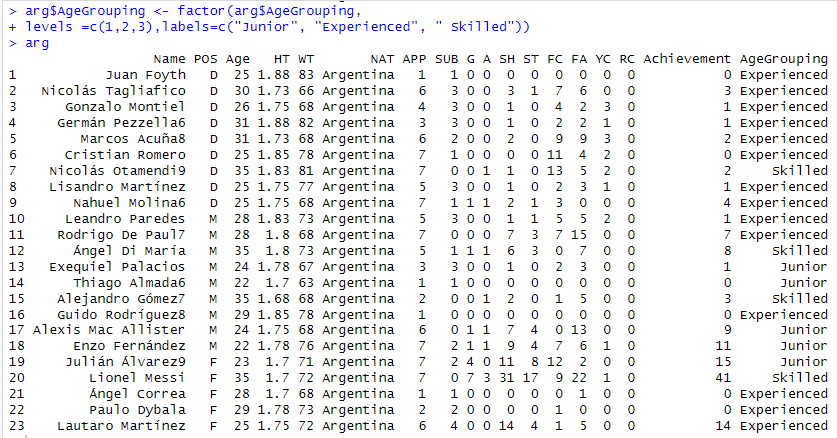 > arg$AgeGrouping <- factor(arg$AgeGrouping,
+ levels =c(1,2,3),labels=c("Junior", "Experienced", " Skilled"))
> arg
Name POS Age HT WT NAT APP SUB G A SH ST FC FA YC RC Achievement AgeGrouping
1 Juan Foyth D 25 1.88 83 Argentina 1 1 0 0 0 0 0 0 0 0 0 Experienced
2 Nicolás Tagliafico D 30 1.73 66 Argentina 6 3 0 0 3 1 7 6 0 0 3 Experienced
3 Gonzalo Montiel D 26 1.75 68 Argentina 4 3 0 0 1 0 4 2 3 0 1 Experienced
4 Germán Pezzella6 D 31 1.88 82 Argentina 3 3 0 0 1 0 2 2 1 0 1 Experienced
5 Marcos Acuña8 D 31 1.73 68 Argentina 6 2 0 0 2 0 9 9 3 0 2 Experienced
6 Cristian Romero D 25 1.85 78 Argentina 7 1 0 0 0 0 11 4 2 0 0 Experienced
7 Nicolás Otamendi9 D 35 1.83 81 Argentina 7 0 0 1 1 0 13 5 2 0 2 Skilled
8 Lisandro Martínez D 25 1.75 77 Argentina 5 3 0 0 1 0 2 3 1 0 1 Experienced
9 Nahuel Molina6 D 25 1.75 68 Argentina 7 1 1 1 2 1 3 0 0 0 4 Experienced
10 Leandro Paredes M 28 1.83 73 Argentina 5 3 0 0 1 1 5 5 2 0 1 Experienced
11 Rodrigo De Paul7 M 28 1.8 68 Argentina 7 0 0 0 7 3 7 15 0 0 7 Experienced
12 Ángel Di María M 35 1.8 73 Argentina 5 1 1 1 6 3 0 7 0 0 8 Skilled
13 Exequiel Palacios M 24 1.78 67 Argentina 3 3 0 0 1 0 2 3 0 0 1 Junior
14 Thiago Almada6 M 22 1.7 63 Argentina 1 1 0 0 0 0 0 0 0 0 0 Junior
15 Alejandro Gómez7 M 35 1.68 68 Argentina 2 0 0 1 2 0 1 5 0 0 3 Skilled
16 Guido Rodríguez8 M 29 1.85 78 Argentina 1 1 0 0 0 0 0 0 0 0 0 Experienced
17 Alexis Mac Allister M 24 1.75 68 Argentina 6 0 1 1 7 4 0 13 0 0 9 Junior
18 Enzo Fernández M 22 1.78 76 Argentina 7 2 1 1 9 4 7 6 1 0 11 Junior
19 Julián Álvarez9 F 23 1.7 71 Argentina 7 2 4 0 11 8 12 2 0 0 15 Junior
20 Lionel Messi F 35 1.7 72 Argentina 7 0 7 3 31 17 9 22 1 0 41 Skilled
21 Ángel Correa F 28 1.7 68 Argentina 1 1 0 0 0 0 0 1 0 0 0 Experienced
22 Paulo Dybala F 29 1.78 73 Argentina 2 2 0 0 0 0 1 0 0 0 0 Experienced
23 Lautaro Martínez F 25 1.75 72 Argentina 6 4 0 0 14 4 1 5 0 0 14 Experienced